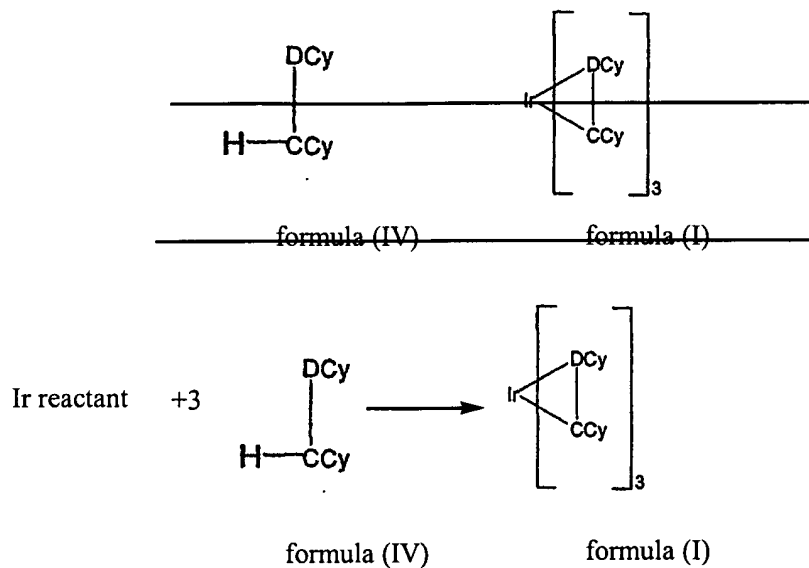 DCy DCy
Ir
H CCy CCy
3
formula (IV) formula (I)
DCy DCy
Ir reactant +3 Ir
H CCy CCy
3
formula (IV) formula (I)